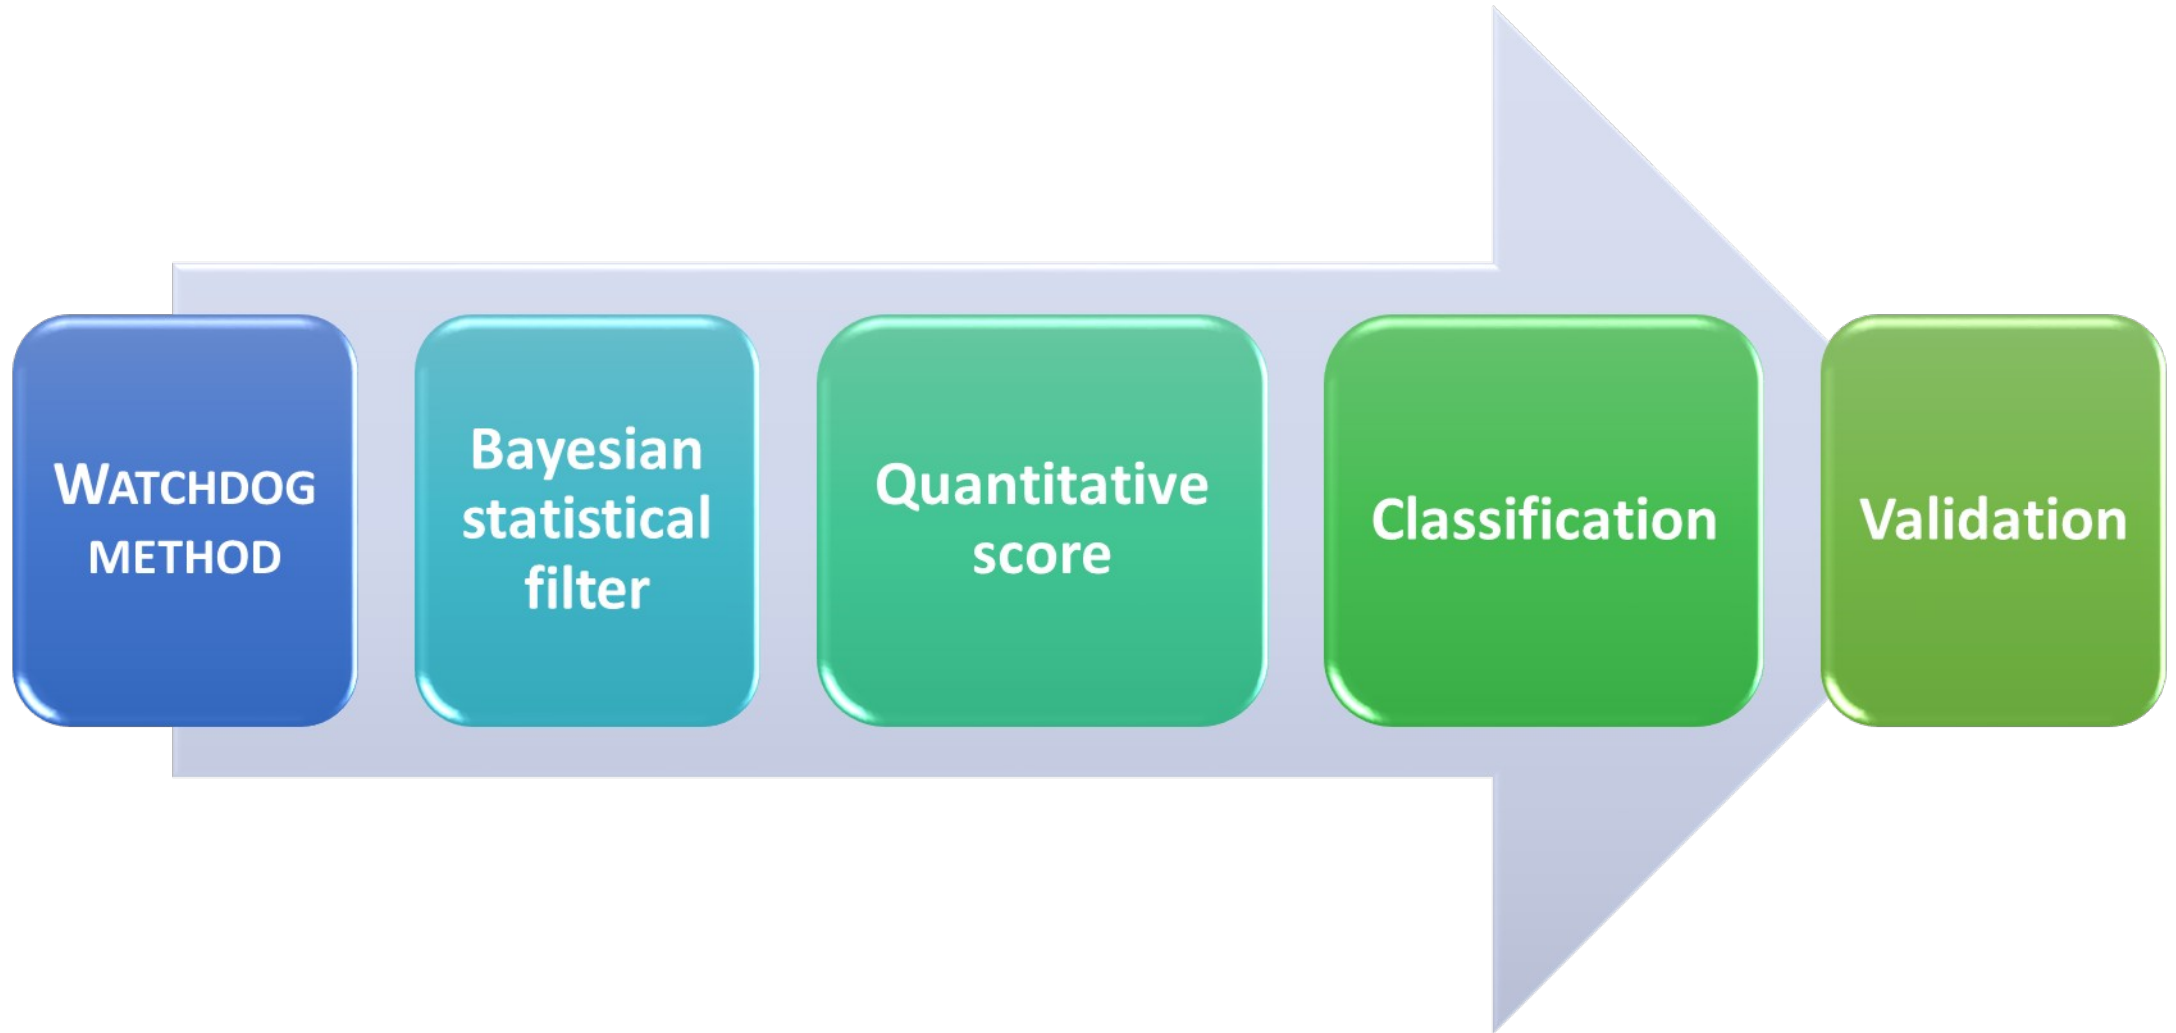 WATCHDOG
METHOD
Bayesian
statistical
filter
Quantitative
score
Classification
Validation